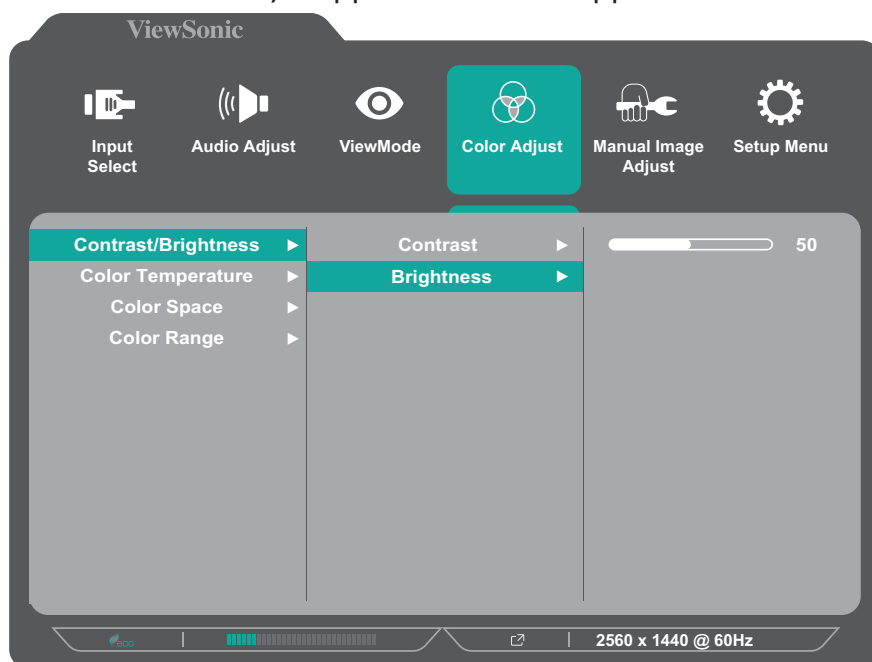 ViewSonic
Input Select
Audio Adjust
ViewMode
Color Adjust
Manual Image Adjust
Setup Menu
Contrast/Brightness
Contrast
50
Color Temperature
Brightness
Color Space
Color Range
eco
2560 x 1440 @ 60Hz